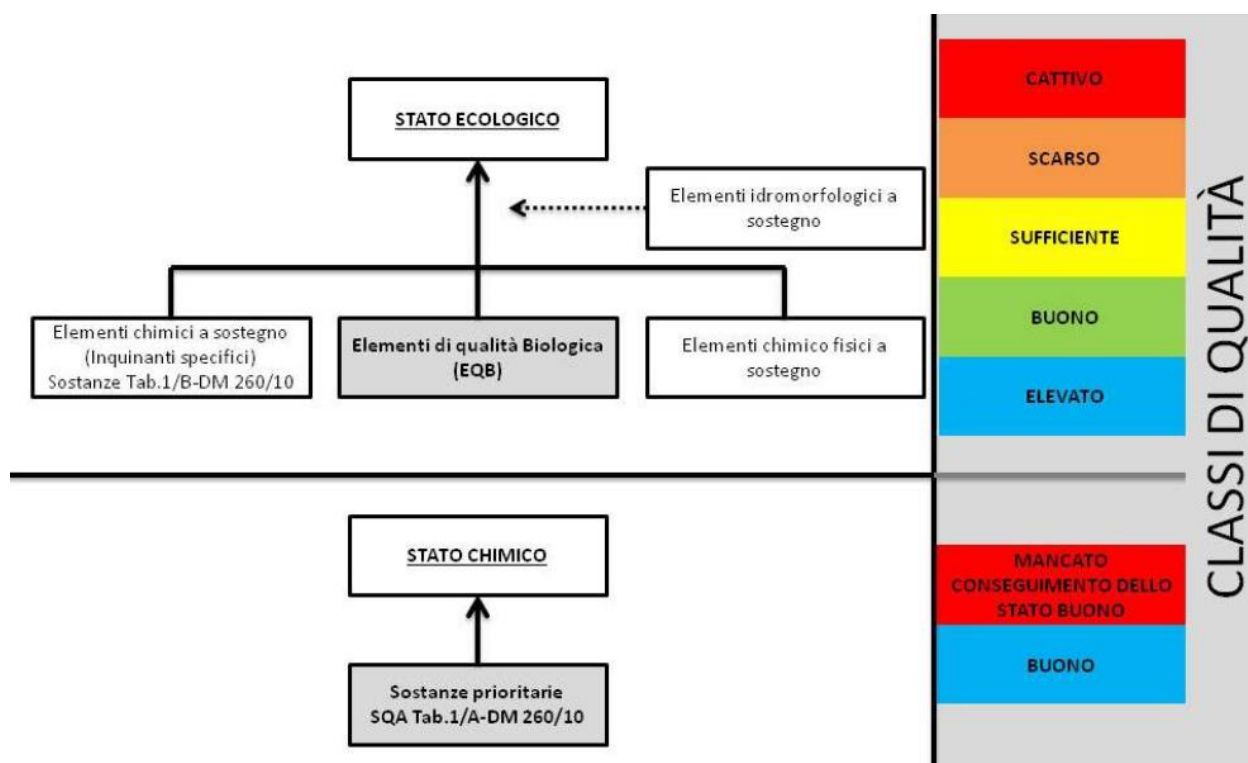 STATO ECOLOGICO
Elementi idromorfologici a
sostegno
Elementi chimici a sostegno
(Inquinanti specifici)
Sostanze Tab.1/B-DM 260/10
Elementi di qualità Biologica
(EQB)
Elementi chimico fisici a
sostegno
CATTIVO
SCARSO
SUFFICIENTE
BUONO
ELEVATO
STATO CHIMICO
Sostanze prioritarie
SQA Tab.1/A-DM 260/10
MANCATO
CONSEGUIMENTO DELLO
STATO BUONO
BUONO
CLASSI DI QUALITÀ